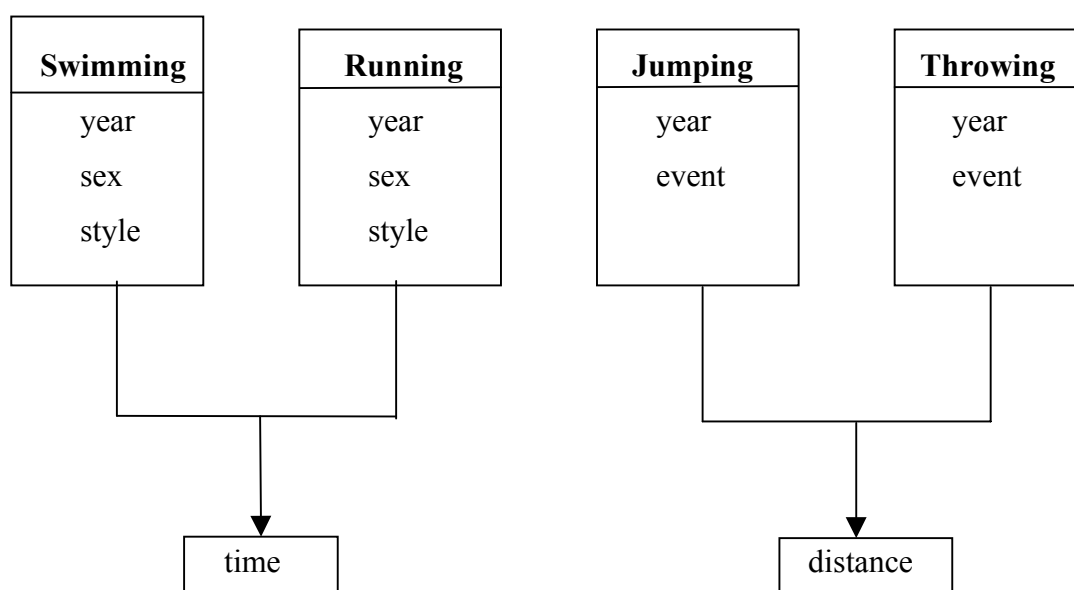 Swimming
year
sex
style
Running
year
sex
style
Jumping
year
event
Throwing
year
event
time
distance